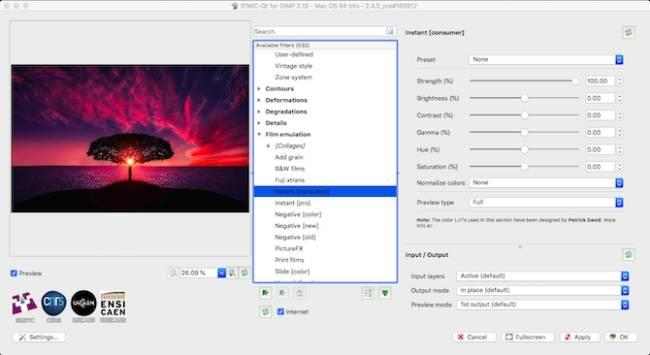 G'MIC-Qt for GIMP 2.10 - Mac OS 64 bits - 2.4.0_pre#180912
Search
Available filters (533)
User-defined
Vintage style
Zone system
Contours
Deformations
Degradations
Details
Film emulation
[Collages]
Add grain
B&W films
Fuji xtrans
Instant [consumer]
Instant [pro]
Negative [color]
Negative [new]
Negative [old]
PictureFX
Print films
Slide [color]
Internet
Preview
26.09 %
GREYC
CNRS
UNICAEN
ENSICAEN
Settings...
Instant [consumer]
Preset None
Strength (%) 100.00
Brightness (%) 0.00
Contrast (%) 0.00
Gamma (%) 0.00
Hue (%) 0.00
Saturation (%) 0.00
Normalize colors None
Preview type Full
Note: The color LUTs used in this section have been designed by Patrick David. More
info at:
Input / Output
Input layers Active (default)
Output mode In place (default)
Preview mode 1st output (default)
Cancel
Fullscreen
Apply
OK